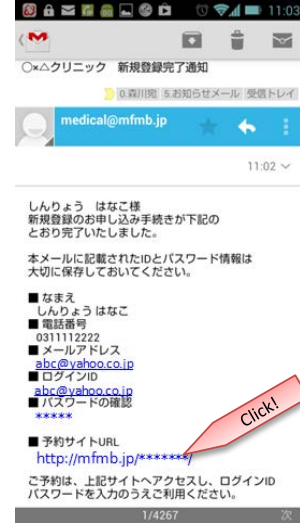 11:03
○×△クリニック 新規登録完了通知
0.森川宛 5.お知らせメール 受信トレイ
medical@mfmb.jp
11:02
しんりょう はなこ様
新規登録のお申し込み手続きが下記の
とおり完了いたしました。
本メールに記載されたIDとパスワード情報は
大切に保存しておいてください。
■ なまえ
しんりょう はなこ
■ 電話番号
0311112222
■ メールアドレス
abc@yahoo.co.jp
■ ログインID
abc@yahoo.co.jp
■ パスワードの確認
*****
Click!
■ 予約サイトURL
http://mfmb.jp/*******/
ご予約は、上記サイトへアクセスし、ログインID
パスワードを入力のうえご利用ください。
1/4267
次